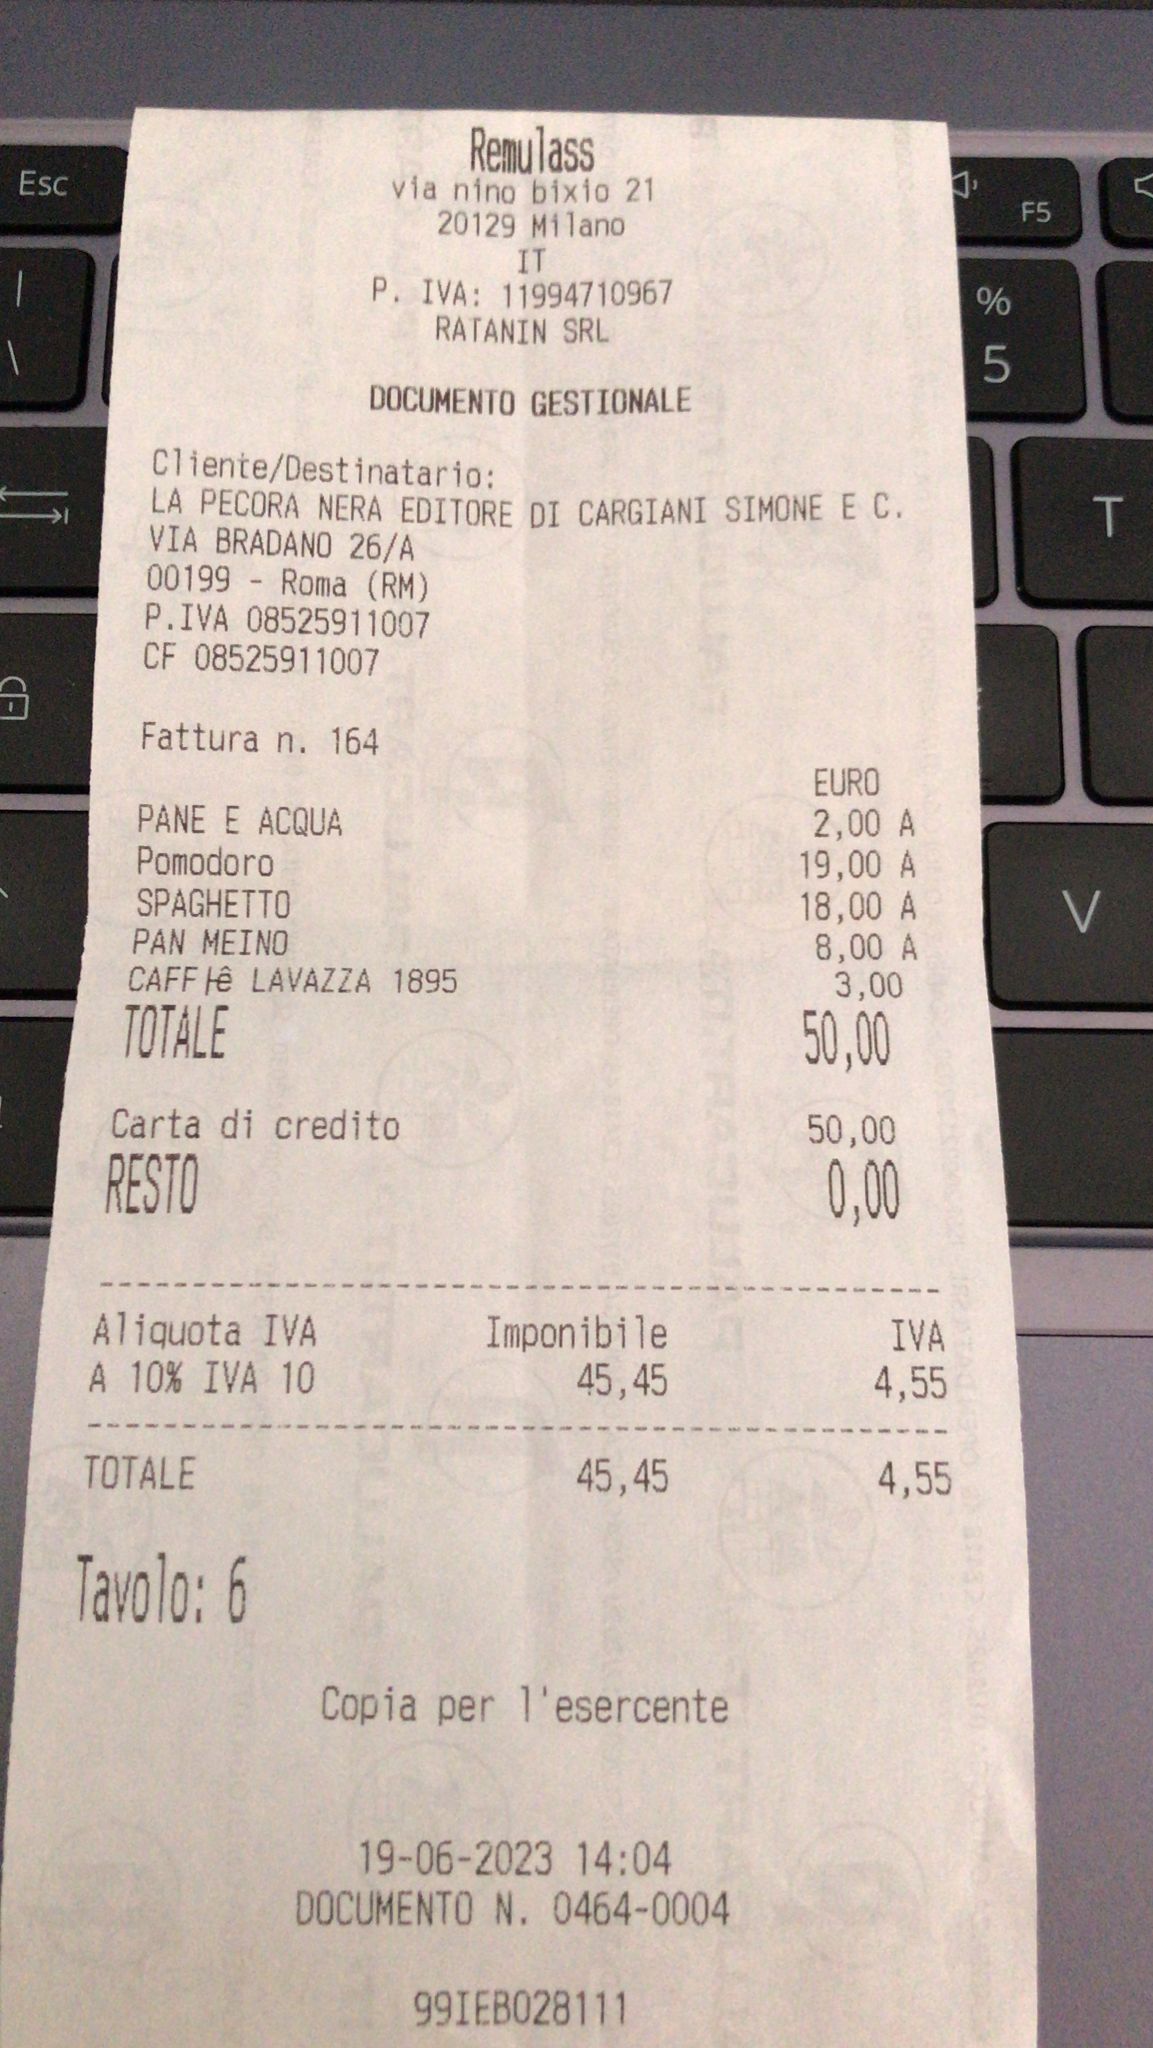 Remulass
via nino bixio 21
20129 Milano
IT
P. IVA: 11994710967
RATANIN SRL
DOCUMENTO GESTIONALE
Cliente/Destinatario:
LA PECORA NERA EDITORE DI CARGIANI SIMONE E C.
VIA BRADANO 26/A
00199 - Roma (RM)
P.IVA 08525911007
CF 08525911007
Fattura n. 164
EURO
PANE E ACQUA 2,00 A
Pomodoro 19,00 A
SPAGHETTO 18,00 A
PAN MEINO 8,00 A
CAFF├ê LAVAZZA 1895 3,00
TOTALE 50,00
Carta di credito 50,00
RESTO 0,00
Aliquota IVA Imponibile IVA
A 10% IVA 10 45,45 4,55
TOTALE 45,45 4,55
Tavolo: 6
Copia per l'esercente
19-06-2023 14:04
DOCUMENTO N. 0464-0004
99IEB028111
Esc
F5
%
5
|
\
T
V